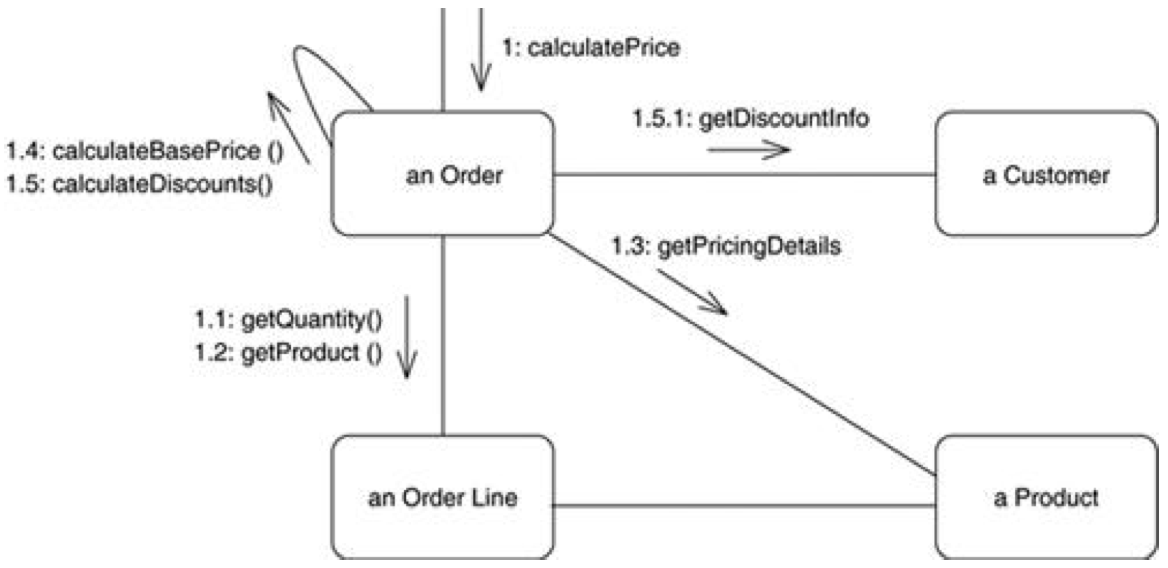 1: calculatePrice
1.5.1: getDiscountInfo
1.4: calculateBasePrice ()
1.5: calculateDiscounts()
an Order
a Customer
1.3: getPricingDetails
1.1: getQuantity()
1.2: getProduct ()
an Order Line
a Product